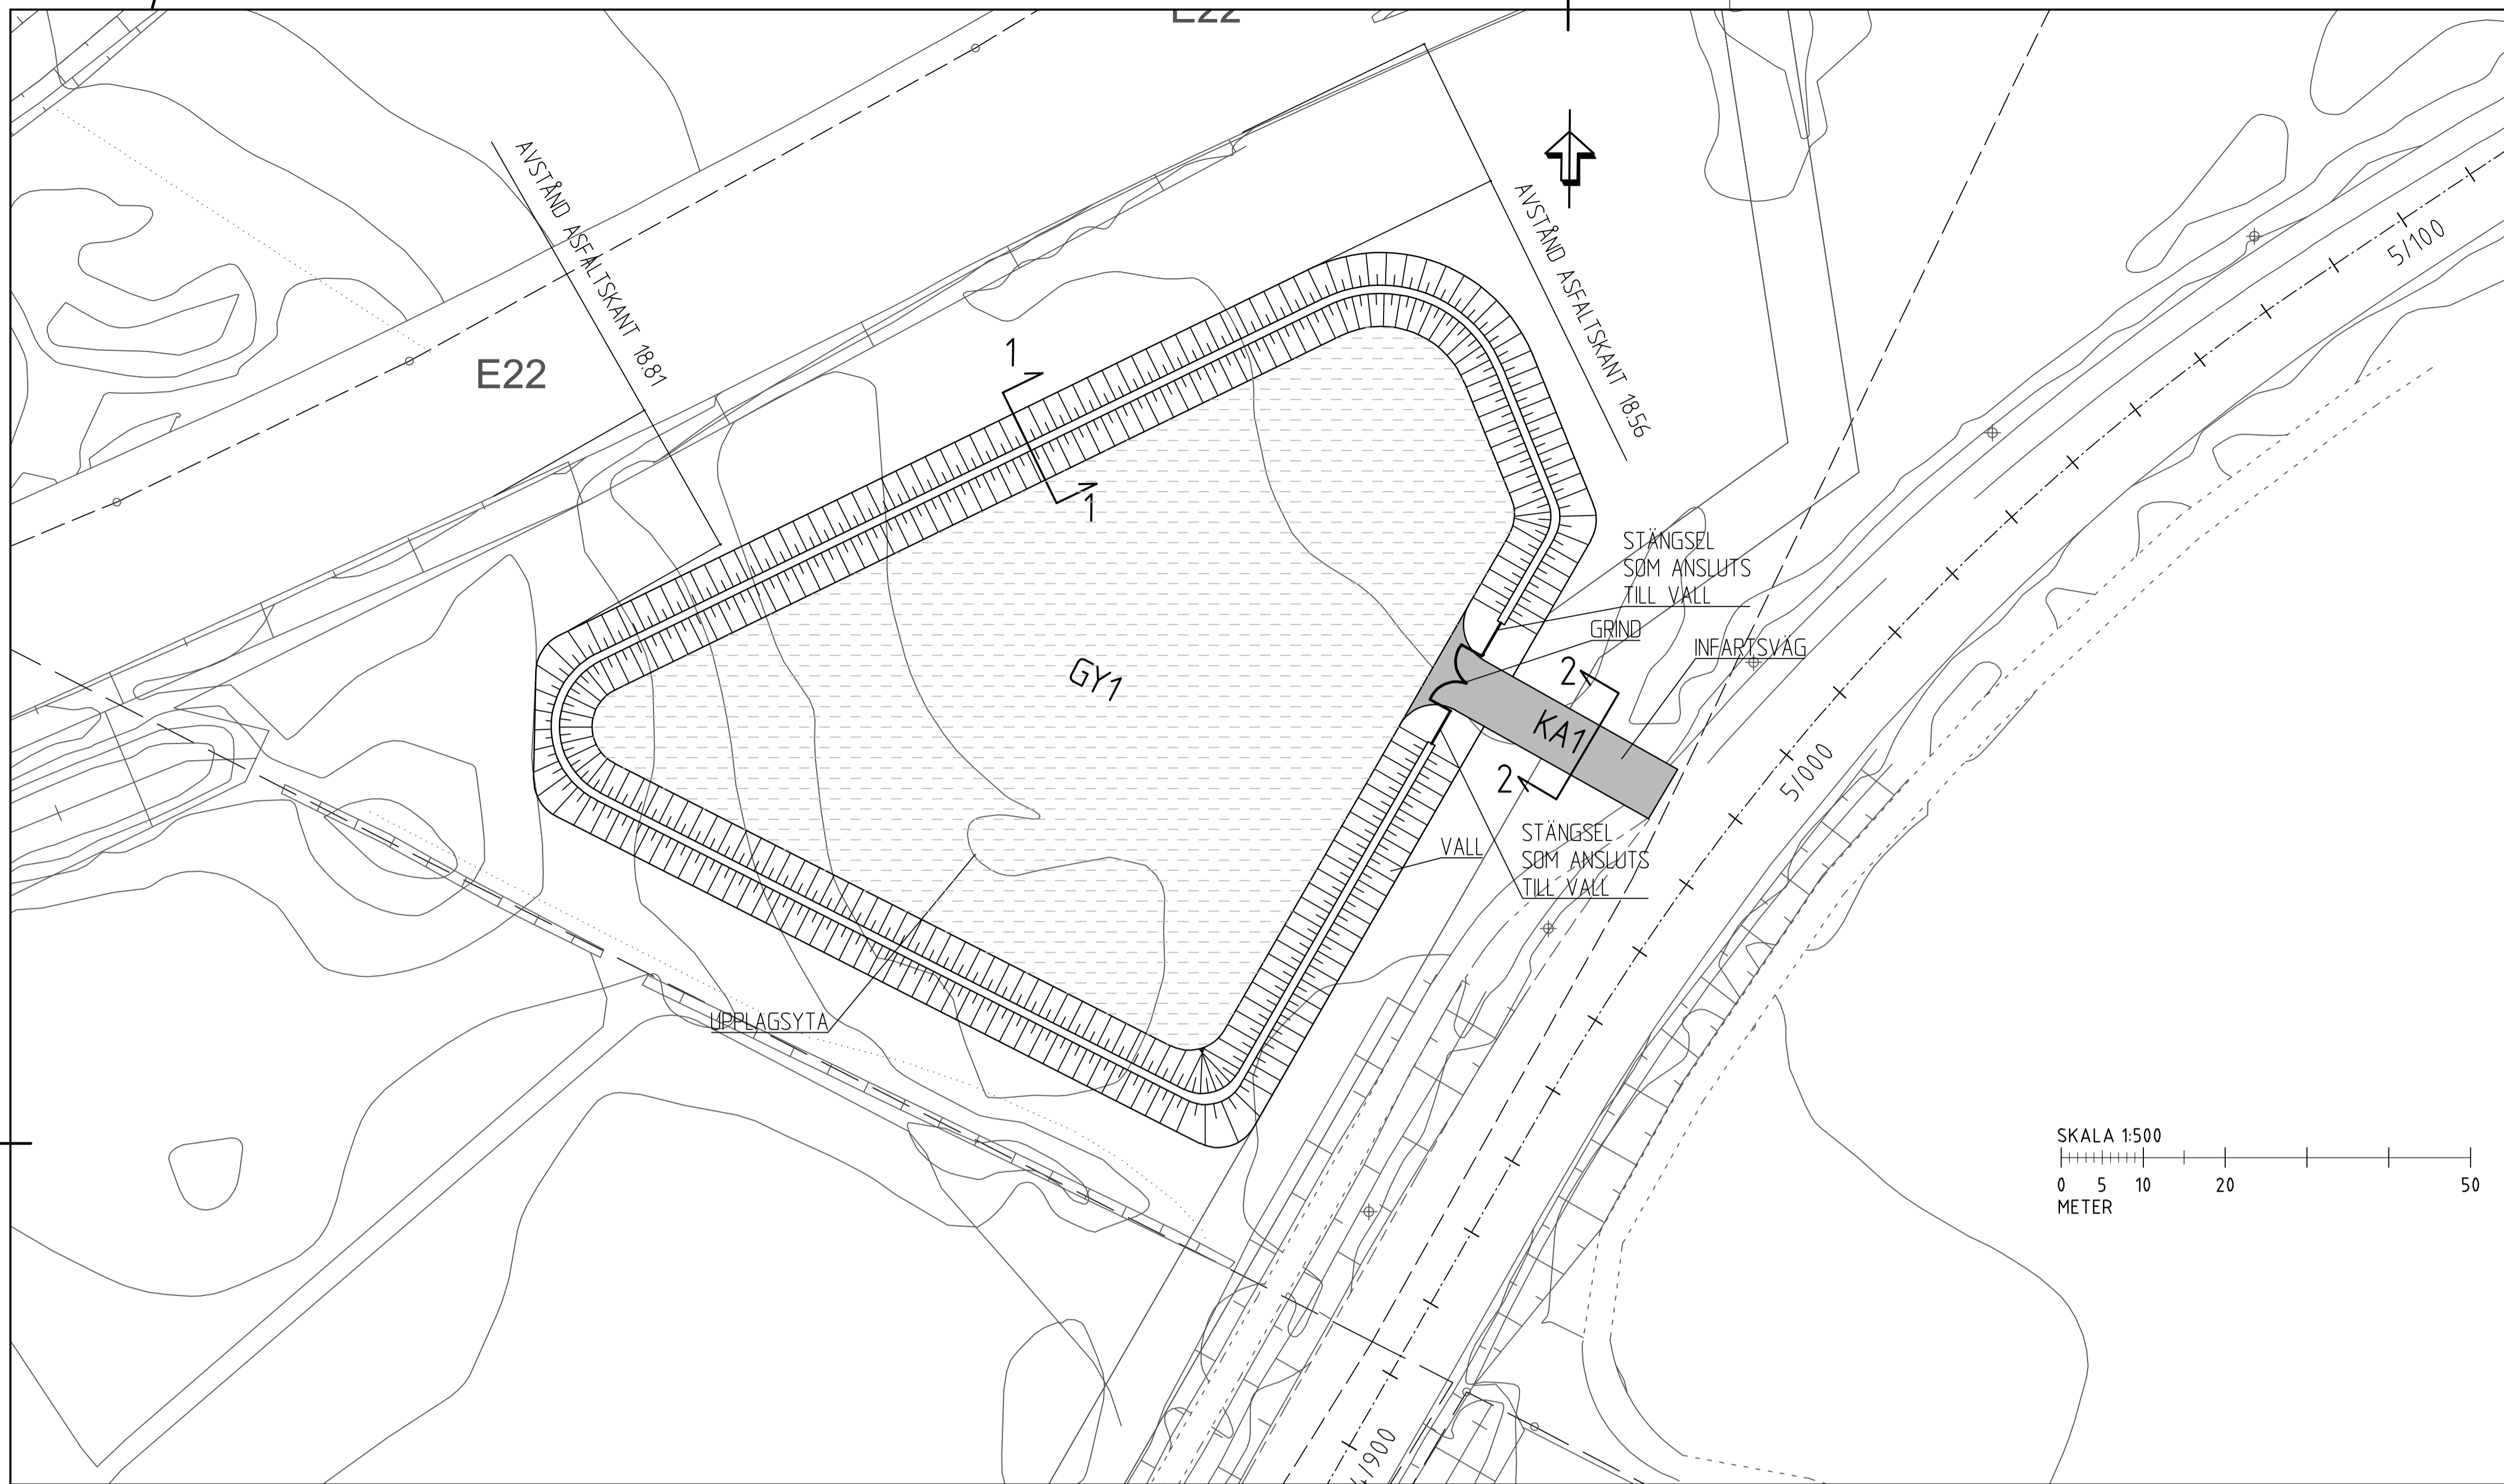 E22
AVSTÅND ASFALTSKANT 18.81
AVSTÅND ASFALTSKANT 18.56
5/100
E22
1
1
STÄNGSEL
SOM ANSLUTS
TILL VALL
GRIND
INFARTSVÄG
2
GY1
KA1
2
5/000
STÄNGSEL
SOM ANSLUTS
TILL VALL
VALL
UPPLAGSYTA
SKALA 1:500
0 5 10 20 50
METER